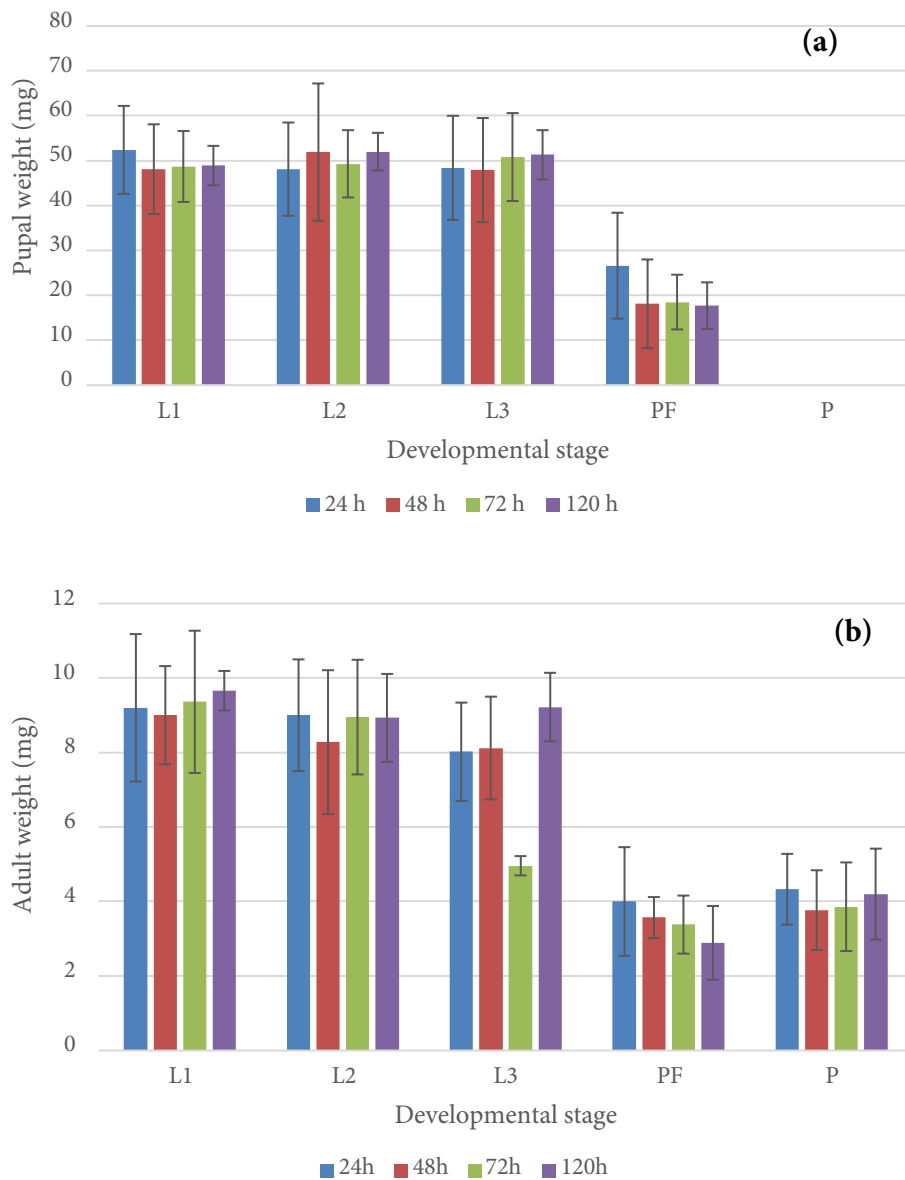 (a)
Pupal weight (mg)
80
70
60
50
40
30
20
10
0
L1 L2 L3 PF P
Developmental stage
24 h 48 h 72 h 120 h
(b)
Adult weight (mg)
12
10
8
6
4
2
0
L1 L2 L3 PF P
Developmental stage
24h 48h 72h 120h